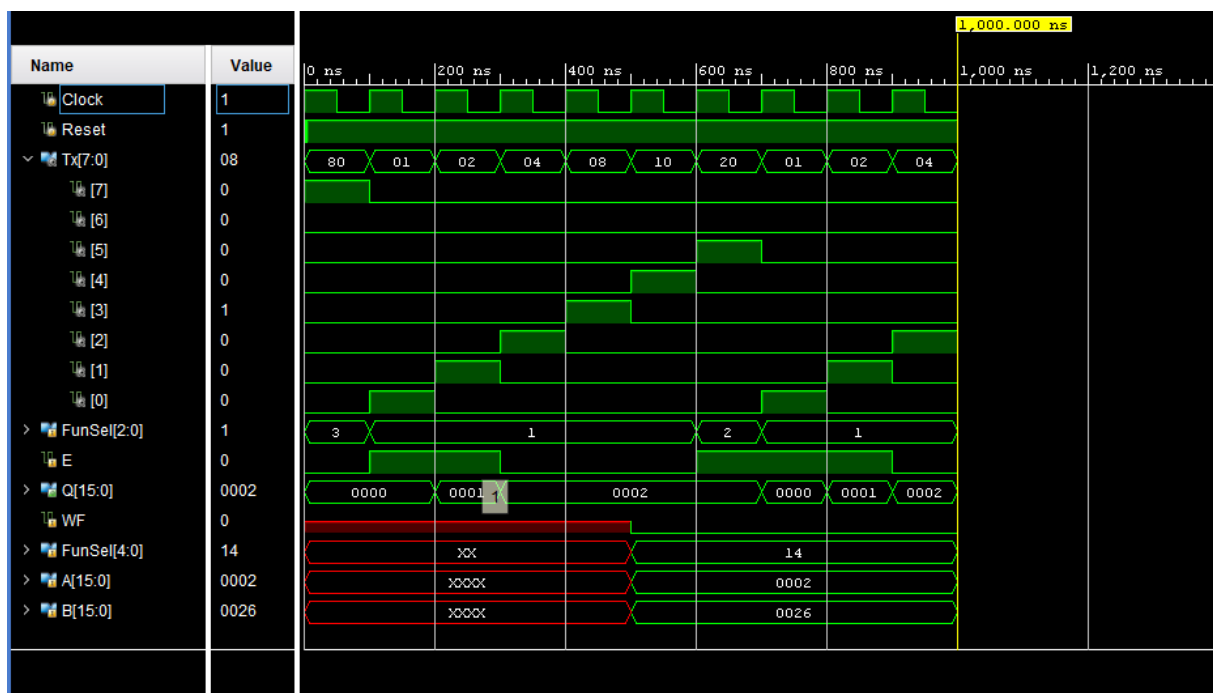 1,000.000 ns
Name Value
0 ns 200 ns 400 ns 600 ns 800 ns 1,000 ns 1,200 ns
Clock 1
Reset 1
Tx[7:0] 08 80 01 02 04 08 10 20 01 02 04
[7] 0
[6] 0
[5] 0
[4] 0
[3] 1
[2] 0
[1] 0
[0] 0
FunSel[2:0] 1 3 1 2 1
E 0
Q[15:0] 0002 0000 0001 1 0002 0000 0001 0002
WF 0
FunSel[4:0] 14 XX 14
A[15:0] 0002 XXXX 0002
B[15:0] 0026 XXXX 0026